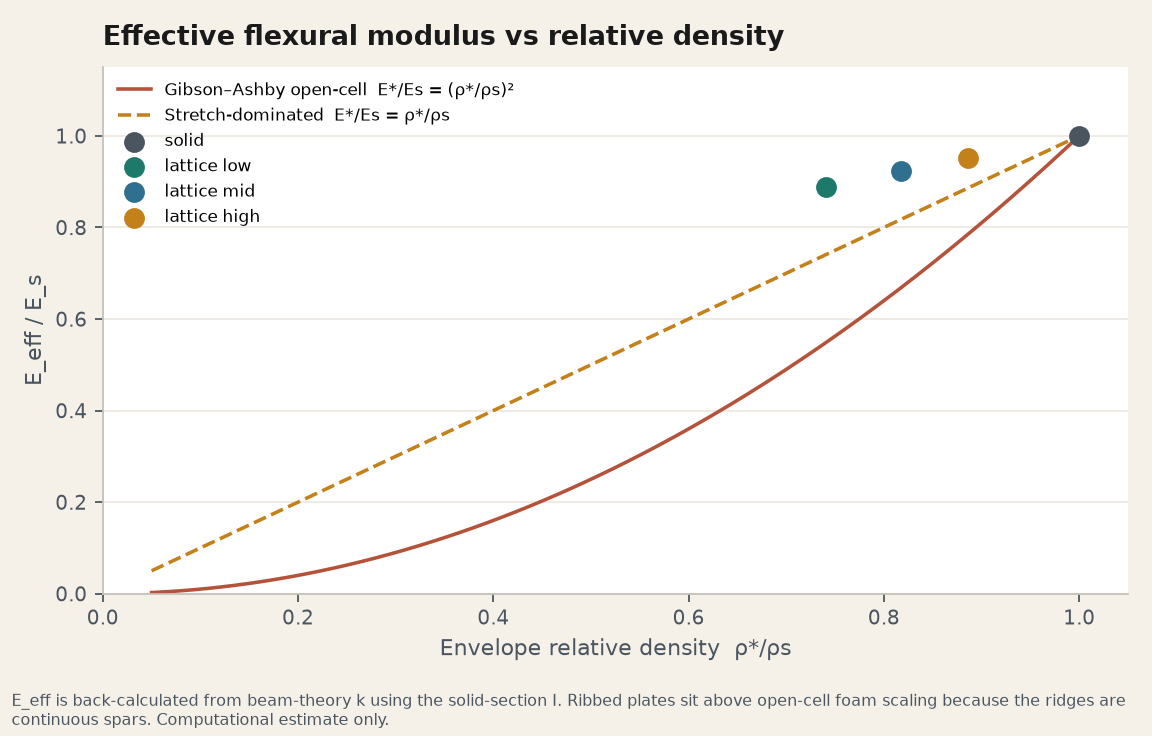 Effective flexural modulus vs relative density
Gibson–Ashby open-cell  E*/Es = (ρ*/ρs)²
Stretch-dominated  E*/Es = ρ*/ρs
solid
lattice low
lattice mid
lattice high
E_eff / E_s
1.0
0.8
0.6
0.4
0.2
0.0
0.0
0.2
0.4
0.6
0.8
1.0
Envelope relative density  ρ*/ρs
E_eff is back-calculated from beam-theory k using the solid-section I. Ribbed plates sit above open-cell foam scaling because the ridges are
continuous spars. Computational estimate only.